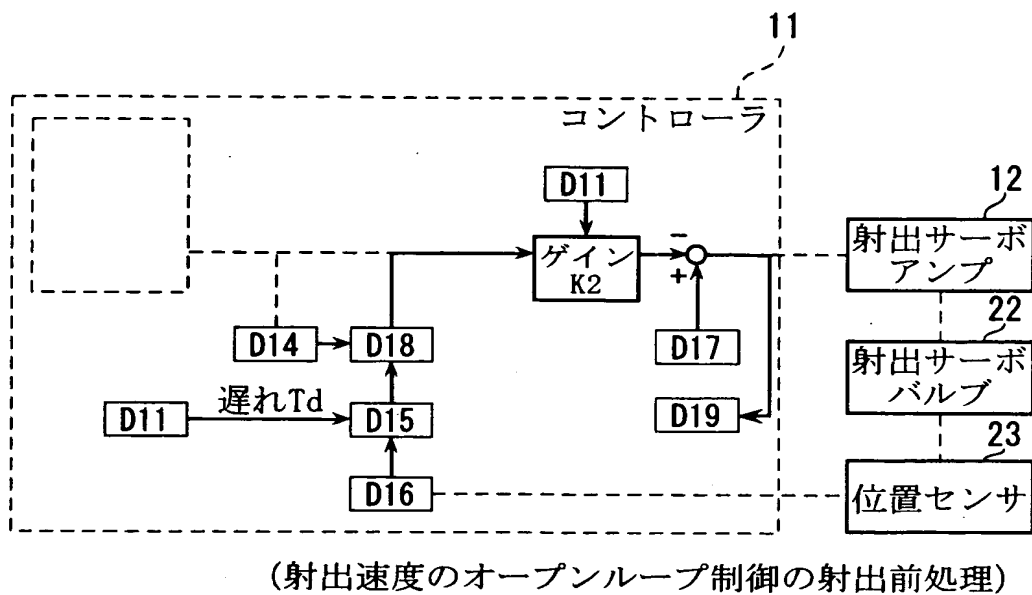 11
コントローラ
D11
12
射出サーボ
アンプ
ゲイン
K2
−
+
22
D14
D18
D17
射出サーボ
バルブ
D11
遅れTd
D15
D19
23
D16
位置センサ
(射出速度のオープンループ制御の射出前処理)